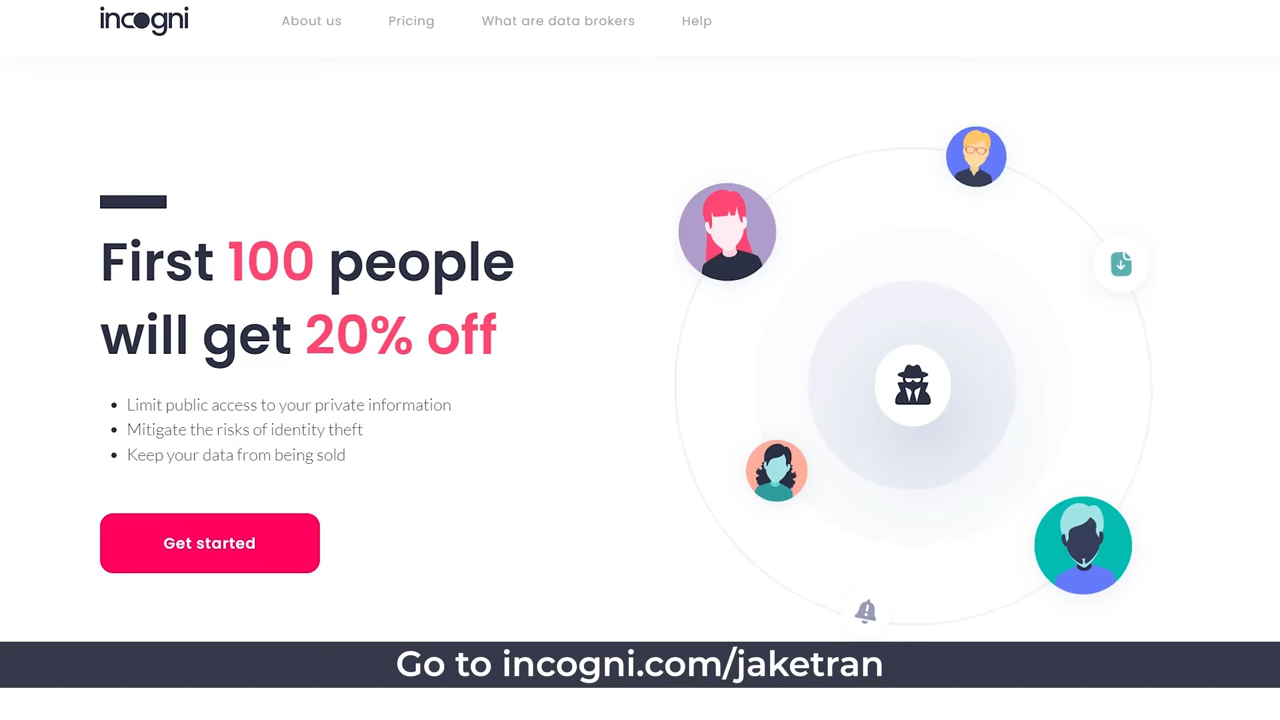 incogni
About us Pricing What are data brokers Help
First 100 people
will get 20% off
Limit public access to your private information
Mitigate the risks of identity theft
Keep your data from being sold
Get started
Go to incogni.com/jaketran